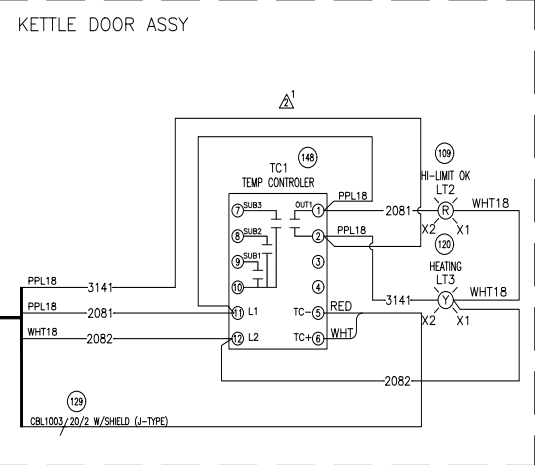 KETTLE DOOR ASSY
2 1
148
TC1
TEMP CONTROLER
109
HI-LIMIT OK
LT2
7 SUB3
OUT1 1
PPL18
2081
R
WHT18
X2 X1
8 SUB2
2
PPL18
120
9 SUB1
3
HEATING
LT3
10
4
3141
Y
WHT18
X2 X1
PPL18
3141
PPL18
2081
11 L1
TC- 5
RED
WHT18
2082
12 L2
TC+ 6
WHT
2082
129
CBL1003/20/2 W/SHIELD (J-TYPE)